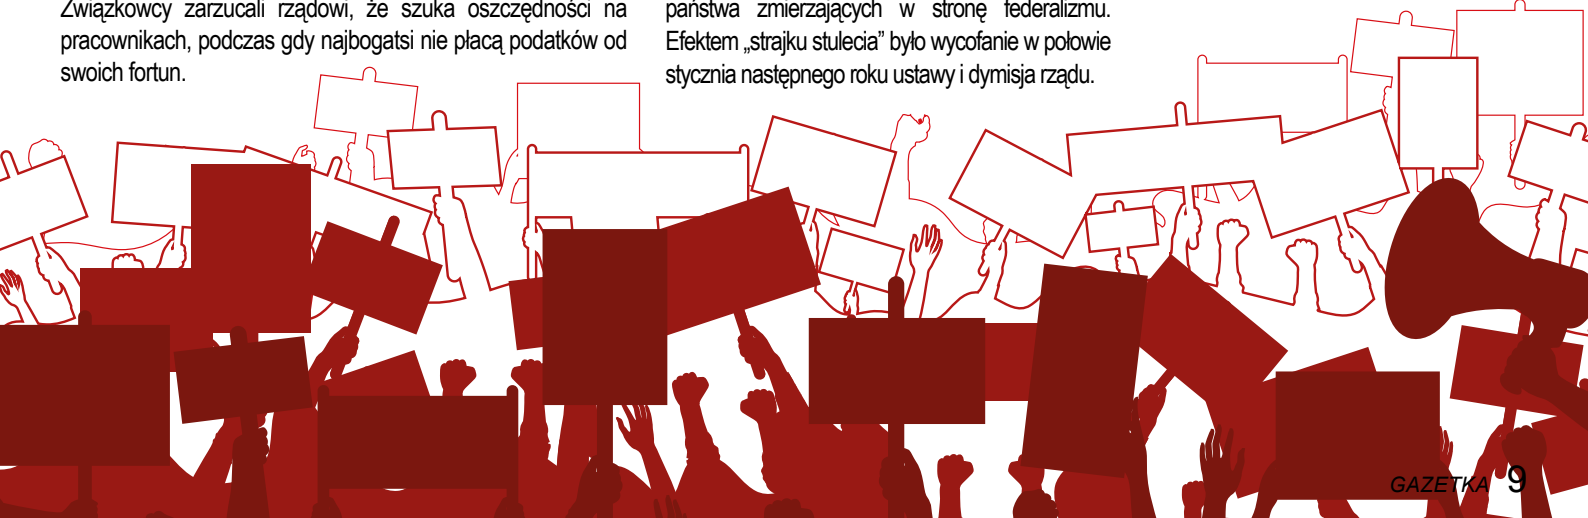 Związkowcy zarzucali rządowi, że szuka oszczędności na
pracownikach, podczas gdy najbogatsi nie płacą podatków od
swoich fortun.
państwa zmierzających w stronę federalizmu.
Efektem „strajku stulecia” było wycofanie w połowie
stycznia następnego roku ustawy i dymisja rządu.
GAZETKA 9